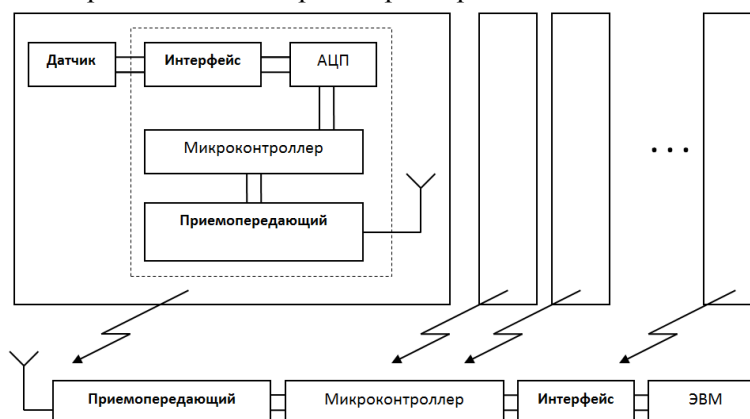 Датчик
Интерфейс
АЦП
Микроконтроллер
Приемопередающий
...
Приемопередающий
Микроконтроллер
Интерфейс
ЭВМ